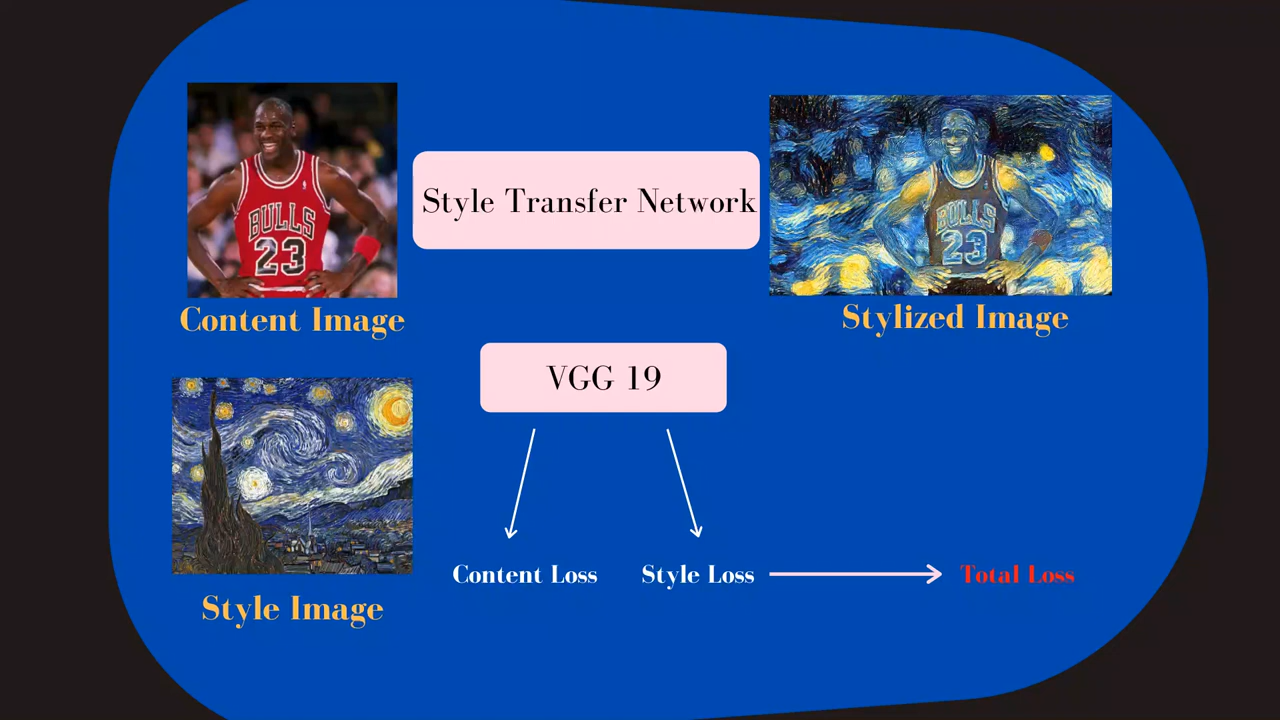 BULLS
23
Style Transfer Network
BULLS
23
Content Image
Stylized Image
VGG 19
Content Loss
Style Loss
Total Loss
Style Image